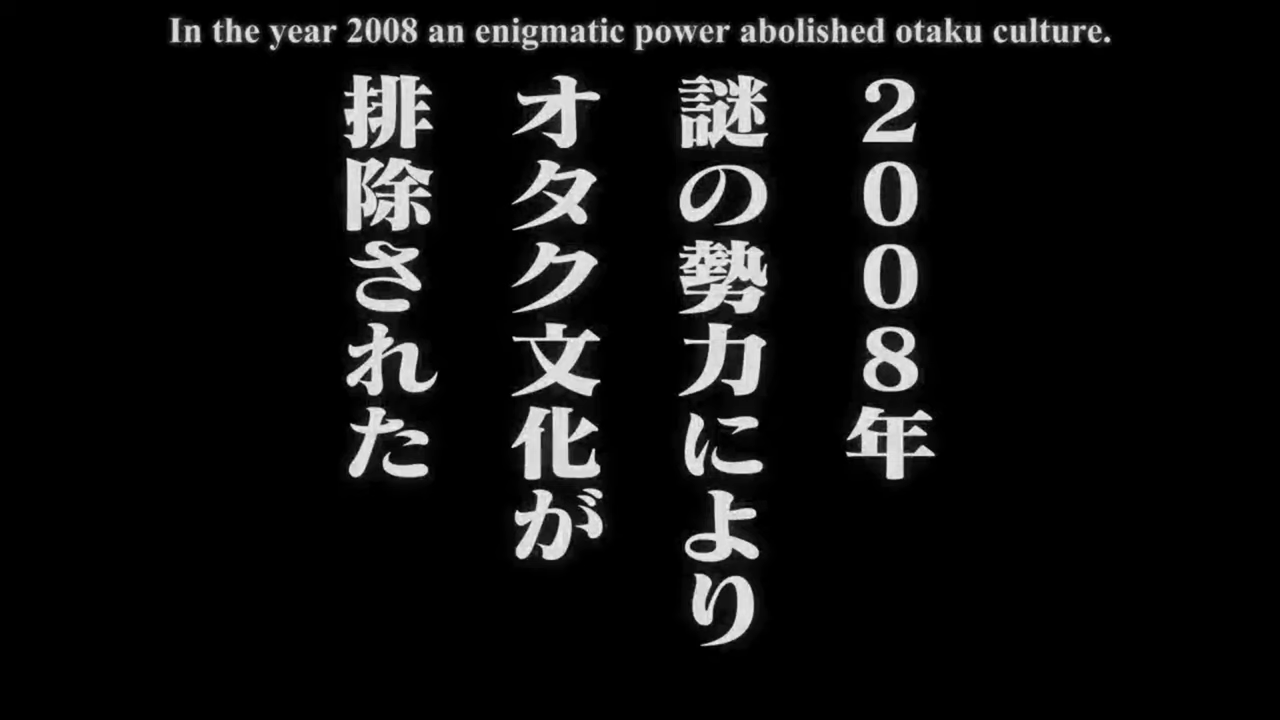 In the year 2008 an enigmatic power abolished otaku culture.
2008年
謎の勢力により
オタク文化が
排除された